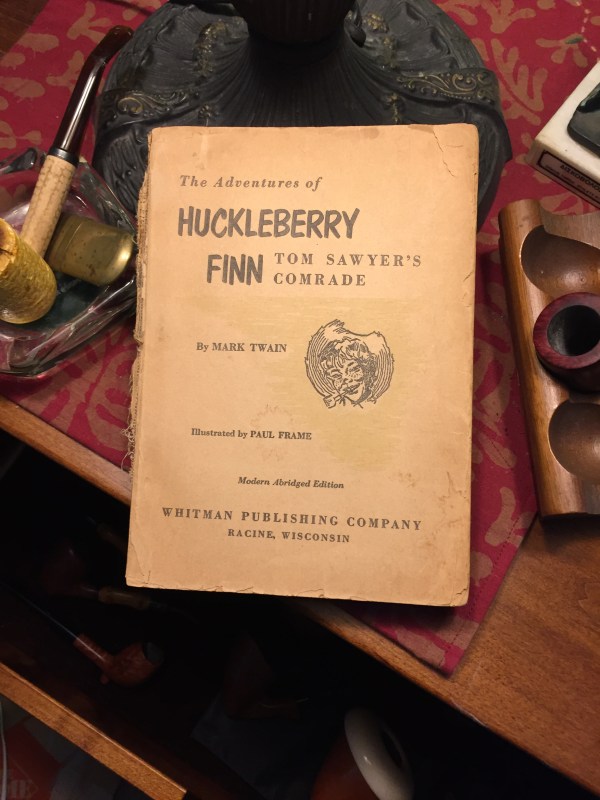 The Adventures of
HUCKLEBERRY
FINN TOM SAWYER'S
COMRADE
By MARK TWAIN
Illustrated by PAUL FRAME
Modern Abridged Edition
WHITMAN PUBLISHING COMPANY
RACINE, WISCONSIN